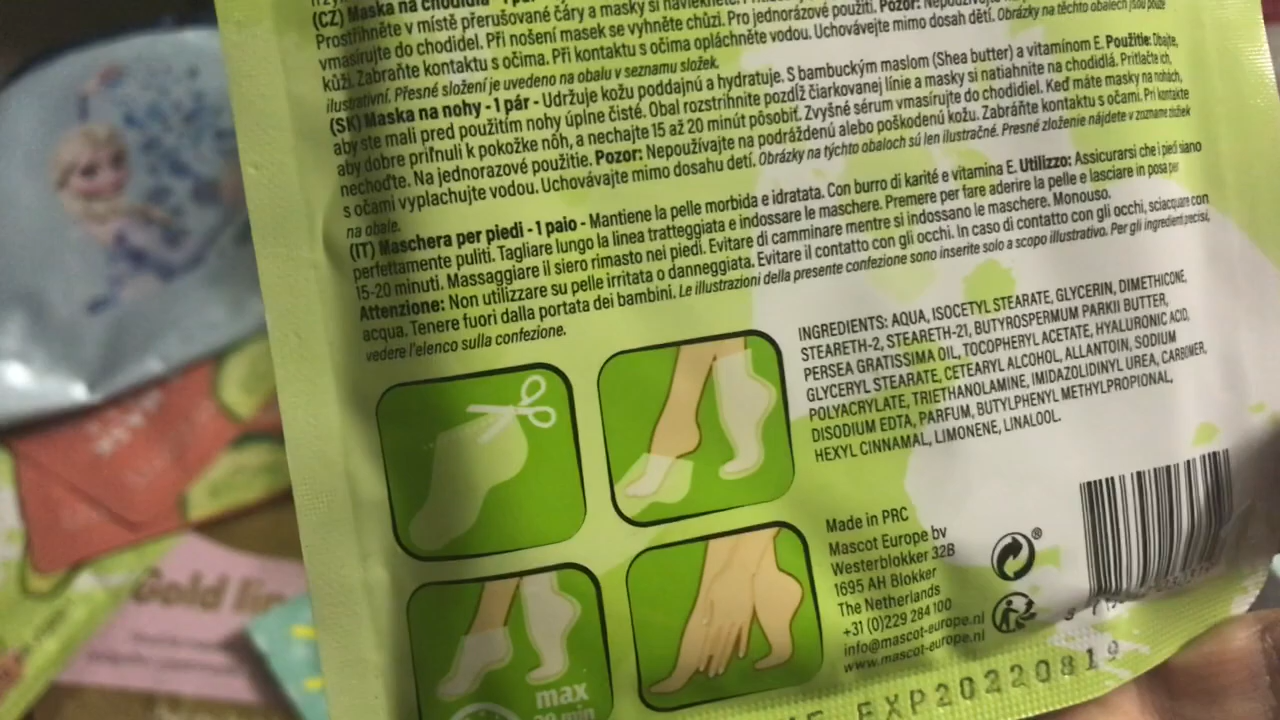 (CZ) Maska na chodidla - 1 pár
Prostřihněte v místě přerušované čáry a masky si navlékněte.
vmasírujte do chodidel. Při nošení masek se vyhněte chůzi. Pro jednorázové použití. Pozor: Nepoužívejte na
kůži. Zabraňte kontaktu s očima. Při kontaktu s očima opláchněte vodou. Uchovávejte mimo dosah dětí. Obrázky na těchto obalech jsou pouze
ilustrativní. Přesné složení je uvedeno na obalu v seznamu složek.
(SK) Maska na nohy - 1 pár - Udržuje kožu poddajnú a hydratuje. S bambuckým maslom (Shea butter) a vitamínom E. Použitie: Dbajte,
aby ste mali pred použitím nohy úplne čisté. Obal rozstrihnite pozdĺž čiarkovanej línie a masky si natiahnite na chodidlá. Pritlačte ich,
aby dobre priľnuli k pokožke nôh, a nechajte 15 až 20 minút pôsobiť. Zvyšné sérum vmasírujte do chodidiel. Keď máte masky na nohách,
nechoďte. Na jednorazové použitie. Pozor: Nepoužívajte na podráždenú alebo poškodenú kožu. Zabráňte kontaktu s očami. Pri kontakte
s očami vyplachujte vodou. Uchovávajte mimo dosahu detí. Obrázky na týchto obaloch sú len ilustračné. Presné zloženie nájdete v zozname zložiek
na obale.
(IT) Maschera per piedi - 1 paio - Mantiene la pelle morbida e idratata. Con burro di karité e vitamina E. Utilizzo: Assicurarsi che i piedi siano
perfettamente puliti. Tagliare lungo la linea tratteggiata e indossare le maschere. Premere per fare aderire la pelle e lasciare in posa per
15-20 minuti. Massaggiare il siero rimasto nei piedi. Evitare di camminare mentre si indossano le maschere. Monouso.
Attenzione: Non utilizzare su pelle irritata o danneggiata. Evitare il contatto con gli occhi. In caso di contatto con gli occhi, sciacquare con
acqua. Tenere fuori dalla portata dei bambini. Le illustrazioni della presente confezione sono inserite solo a scopo illustrativo. Per gli ingredienti precisi,
vedere l'elenco sulla confezione.
INGREDIENTS: AQUA, ISOCETYL STEARATE, GLYCERIN, DIMETHICONE,
STEARETH-2, STEARETH-21, BUTYROSPERMUM PARKII BUTTER,
PERSEA GRATISSIMA OIL, TOCOPHERYL ACETATE, HYALURONIC ACID,
GLYCERYL STEARATE, CETEARYL ALCOHOL, ALLANTOIN, SODIUM
POLYACRYLATE, TRIETHANOLAMINE, IMIDAZOLIDINYL UREA, CARBOMER,
DISODIUM EDTA, PARFUM, BUTYLPHENYL METHYLPROPIONAL,
HEXYL CINNAMAL, LIMONENE, LINALOOL.
Made in PRC
Mascot Europe bv
Westerblokker 32B
1695 AH Blokker
The Netherlands
+31 (0)229 284 100
info@mascot-europe.nl
www.mascot-europe.nl
max
20 min
EXP20220819
Gold